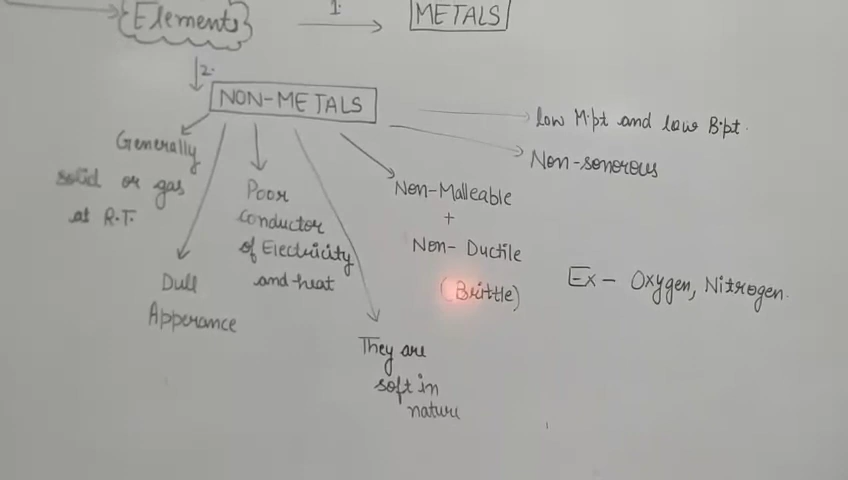 Elements
1.
METALS
2.
NON-METALS
low M.pt and low B.pt.
Non-sonorous
Generally
solid or gas
at R.T.
Poor
conductor
of Electricity
and heat
Non-Malleable
+
Non- Ductile
(Brittle)
Dull
Apperance
They are
soft in
nature
Ex - Oxygen, Nitrogen.